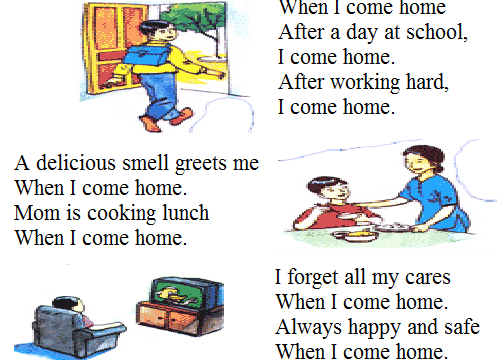 When I come home
After a day at school,
I come home.
After working hard,
I come home.
A delicious smell greets me
When I come home.
Mom is cooking lunch
When I come home.
I forget all my cares
When I come home.
Always happy and safe
When I come home.